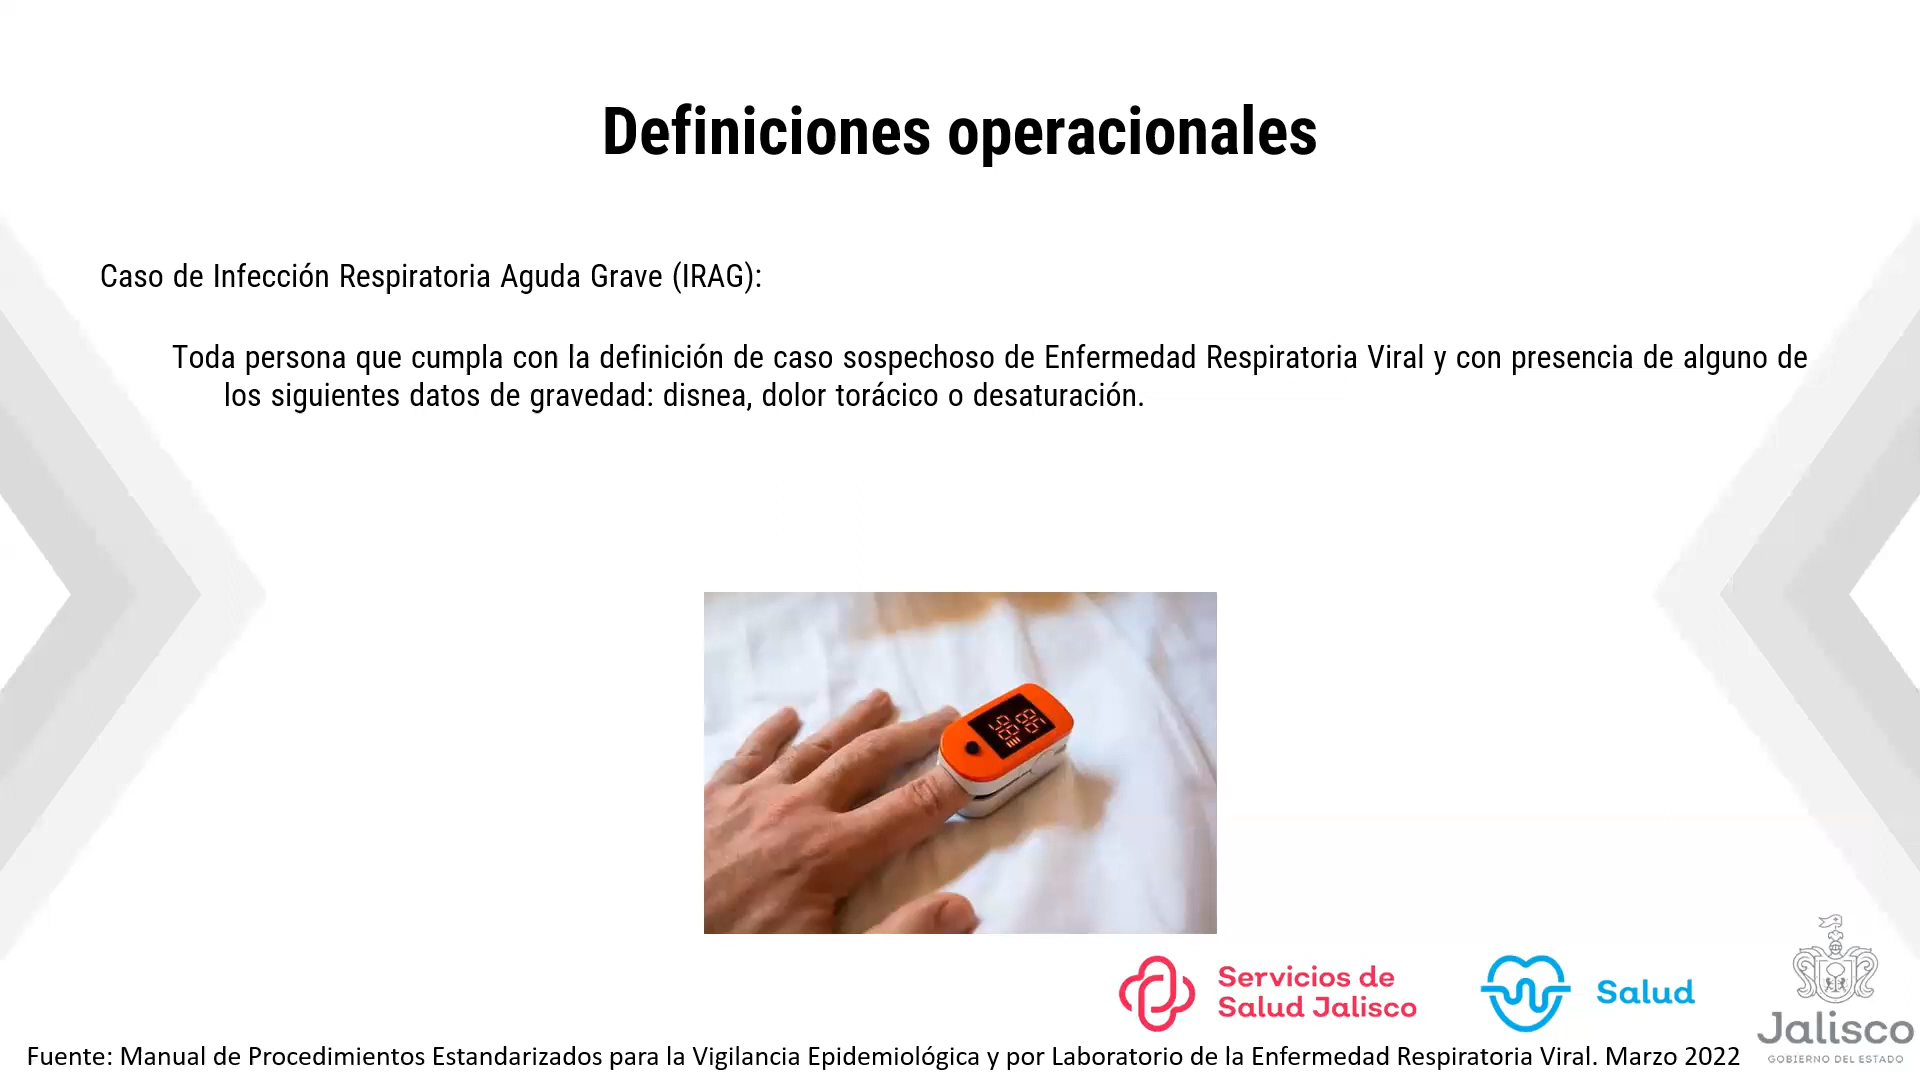 Definiciones operacionales
Caso de Infección Respiratoria Aguda Grave (IRAG):
Toda persona que cumpla con la definición de caso sospechoso de Enfermedad Respiratoria Viral y con presencia de alguno de
los siguientes datos de gravedad: disnea, dolor torácico o desaturación.
Servicios de
Salud Jalisco
Salud
Jalisco
GOBIERNO DEL ESTADO
Fuente: Manual de Procedimientos Estandarizados para la Vigilancia Epidemiológica y por Laboratorio de la Enfermedad Respiratoria Viral. Marzo 2022